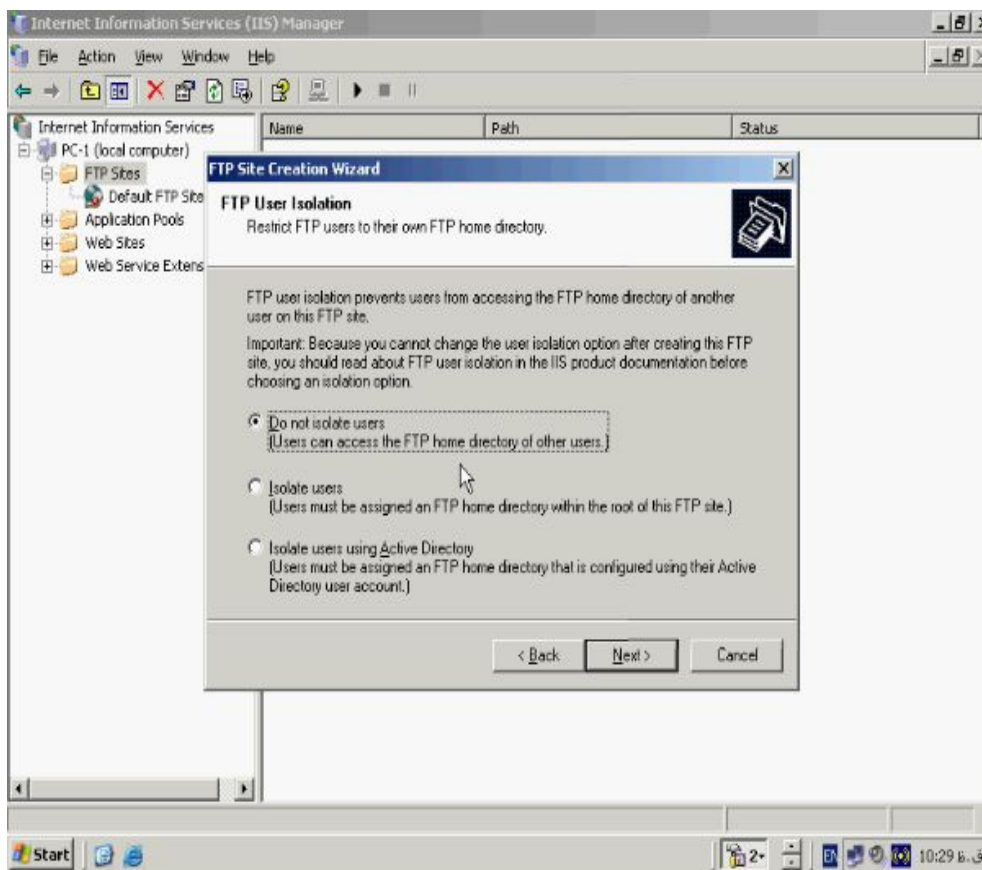 Internet Information Services (IIS) Manager
File Action View Window Help
Internet Information Services
PC-1 (local computer)
FTP Sites
Default FTP Site
Application Pools
Web Sites
Web Service Extens
Name Path Status
FTP Site Creation Wizard
FTP User Isolation
Restrict FTP users to their own FTP home directory.
FTP user isolation prevents users from accessing the FTP home directory of another
user on this FTP site.
Important: Because you cannot change the user isolation option after creating this FTP
site, you should read about FTP user isolation in the IIS product documentation before
choosing an isolation option.
Do not isolate users
(Users can access the FTP home directory of other users.)
Isolate users
(Users must be assigned an FTP home directory within the root of this FTP site.)
Isolate users using Active Directory
(Users must be assigned an FTP home directory that is configured using their Active
Directory user account.)
< Back Next > Cancel
Start 2 EN 10:29 ق.ظ